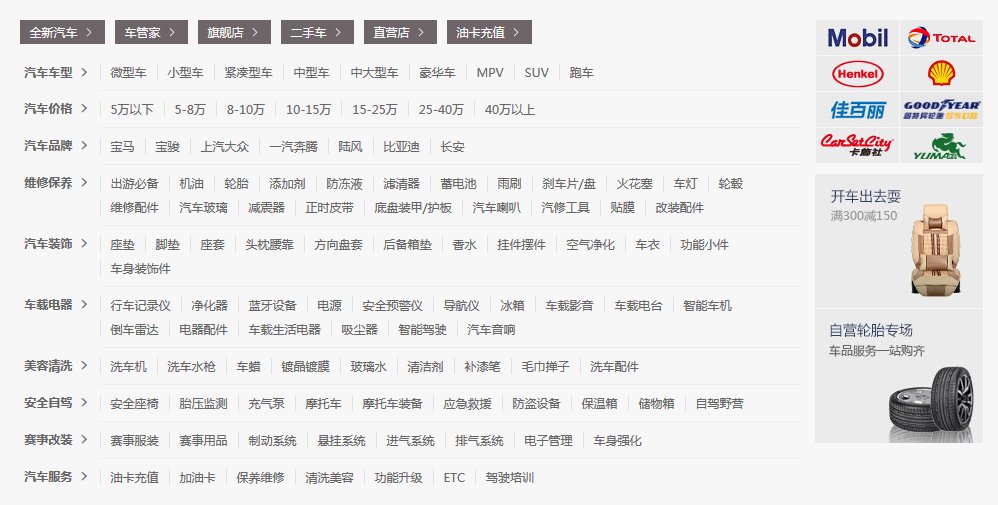 全新汽车 车管家 旗舰店 二手车 直营店 油卡充值
汽车车型 微型车 小型车 紧凑型车 中型车 中大型车 豪华车 MPV SUV 跑车
汽车价格 5万以下 5-8万 8-10万 10-15万 15-25万 25-40万 40万以上
汽车品牌 宝马 宝骏 上汽大众 一汽奔腾 陆风 比亚迪 长安
维修保养 出游必备 机油 轮胎 添加剂 防冻液 滤清器 蓄电池 雨刷 刹车片/盘 火花塞 车灯 轮毂
维修配件 汽车玻璃 减震器 正时皮带 底盘装甲/护板 汽车喇叭 汽修工具 贴膜 改装配件
汽车装饰 座垫 脚垫 座套 头枕腰靠 方向盘套 后备箱垫 香水 挂件摆件 空气净化 车衣 功能小件
车身装饰件
车载电器 行车记录仪 净化器 蓝牙设备 电源 安全预警仪 导航仪 冰箱 车载影音 车载电台 智能车机
倒车雷达 电器配件 车载生活电器 吸尘器 智能驾驶 汽车音响
美容清洗 洗车机 洗车水枪 车蜡 镀晶镀膜 玻璃水 清洁剂 补漆笔 毛巾掸子 洗车配件
安全自驾 安全座椅 胎压监测 充气泵 摩托车 摩托车装备 应急救援 防盗设备 保温箱 储物箱 自驾野营
赛事改装 赛事服装 赛事用品 制动系统 悬挂系统 进气系统 排气系统 电子管理 车身强化
汽车服务 油卡充值 加油卡 保养维修 清洗美容 功能升级 ETC 驾驶培训
Mobil TOTAL
Henkel
佳百丽 GOODYEAR
固特异轮胎
CarSetCity
卡饰社 YUMA
开车出去耍
满300减150
自营轮胎专场
车品服务一站购齐